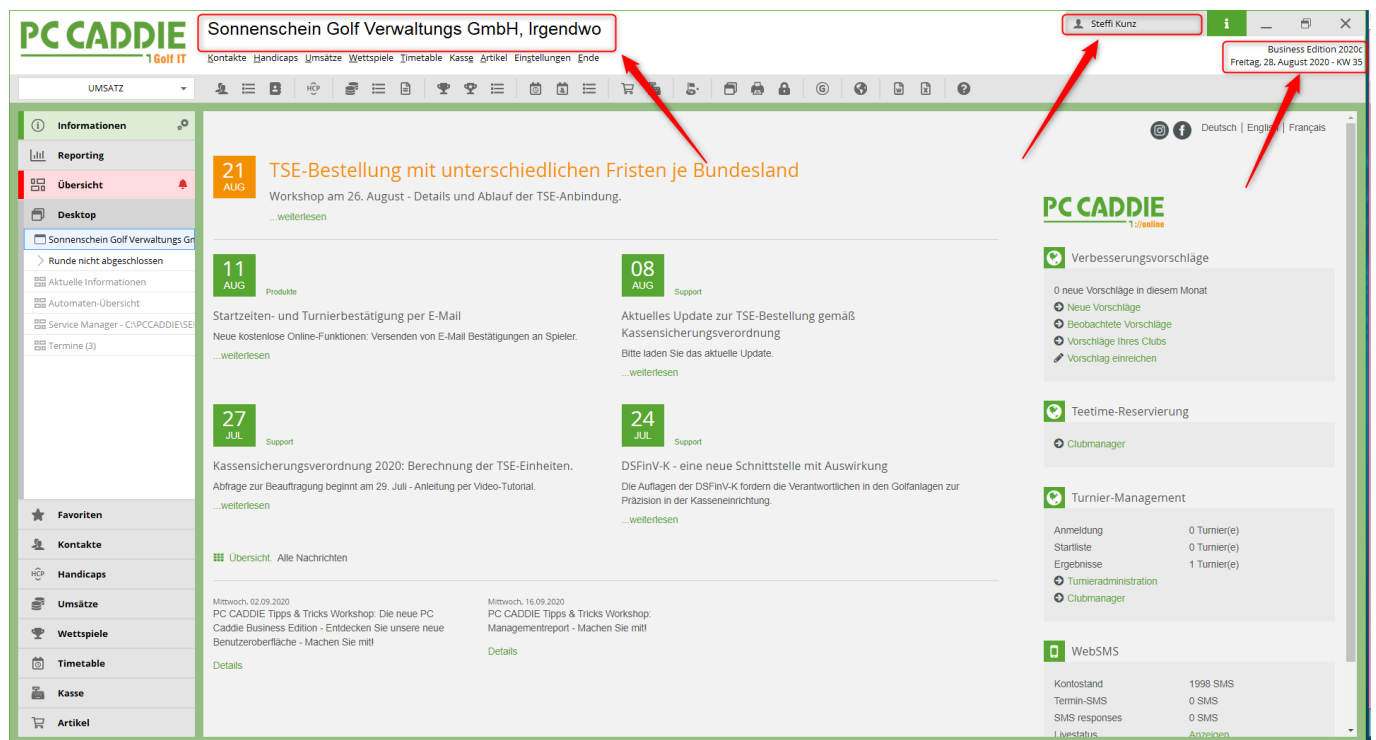 PC CADDIE
Golf IT
Sonnenschein Golf Verwaltungs GmbH, Irgendwo
Kontakte Handicaps Umsätze Wettspiele Timetable Kasse Artikel Einstellungen Ende
Steffi Kunz
i
Business Edition 2020c
Freitag, 28. August 2020 - KW 35
UMSATZ
HCP
G
Informationen
Reporting
Übersicht
Desktop
Sonnenschein Golf Verwaltungs Gm
Runde nicht abgeschlossen
Aktuelle Informationen
Automaten-Übersicht
Service Manager - C:\PCCADDIE\SE
Termine (3)
Favoriten
Kontakte
HCP Handicaps
Umsätze
Wettspiele
Timetable
Kasse
Artikel
Deutsch | English | Français
21
AUG
TSE-Bestellung mit unterschiedlichen Fristen je Bundesland
Workshop am 26. August - Details und Ablauf der TSE-Anbindung.
...weiterlesen
11
AUG
Produkte
Startzeiten- und Turnierbestätigung per E-Mail
Neue kostenlose Online-Funktionen: Versenden von E-Mail Bestätigungen an Spieler.
...weiterlesen
08
AUG
Support
Aktuelles Update zur TSE-Bestellung gemäß
Kassensicherungsverordnung
Bitte laden Sie das aktuelle Update.
...weiterlesen
27
JUL
Support
Kassensicherungsverordnung 2020: Berechnung der TSE-Einheiten.
Abfrage zur Beauftragung beginnt am 29. Juli - Anleitung per Video-Tutorial.
...weiterlesen
24
JUL
Support
DSFinV-K - eine neue Schnittstelle mit Auswirkung
Die Auflagen der DSFinV-K fordern die Verantwortlichen in den Golfanlagen zur
Präzision in der Kasseneinrichtung.
...weiterlesen
Übersicht. Alle Nachrichten
Mittwoch, 02.09.2020
PC CADDIE Tipps & Tricks Workshop: Die neue PC
Caddie Business Edition - Entdecken Sie unsere neue
Benutzeroberfläche - Machen Sie mit!
Details
Mittwoch, 16.09.2020
PC CADDIE Tipps & Tricks Workshop:
Managementreport - Machen Sie mit!
Details
PC CADDIE
://online
Verbesserungsvorschläge
0 neue Vorschläge in diesem Monat
Neue Vorschläge
Beobachtete Vorschläge
Vorschläge Ihres Clubs
Vorschlag einreichen
Teetime-Reservierung
Clubmanager
Turnier-Management
Anmeldung 0 Turnier(e)
Startliste 0 Turnier(e)
Ergebnisse 1 Turnier(e)
Turnieradministration
Clubmanager
WebSMS
Kontostand 1998 SMS
Termin-SMS 0 SMS
SMS responses 0 SMS
Livestatus Anzeigen